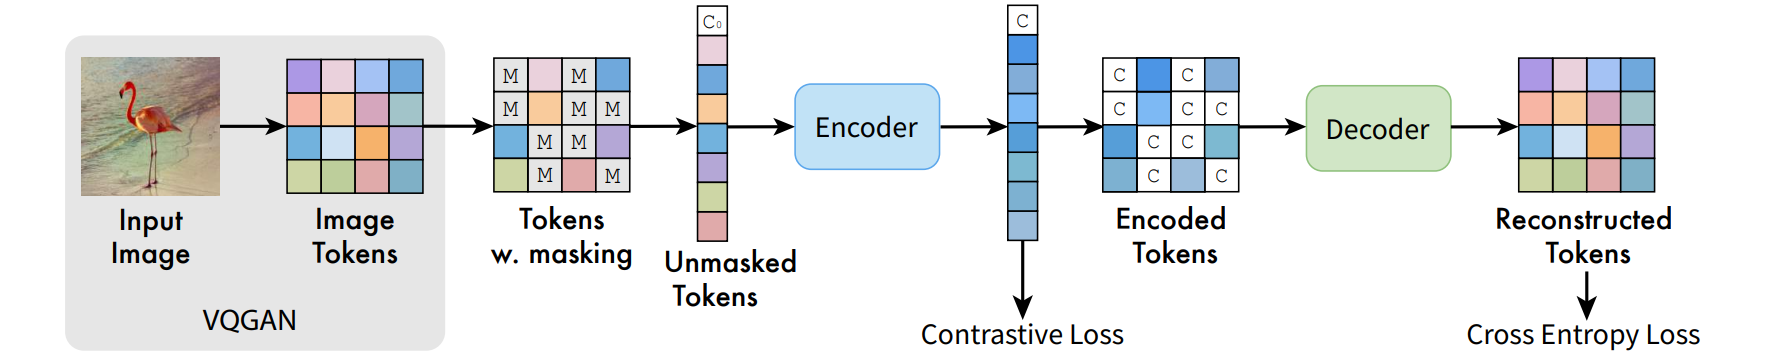 C₀
C
M M
M M M
M M
M M
C C
C C C
C C
C C
Encoder
Decoder
Input
Image
Image
Tokens
Tokens
w. masking
Unmasked
Tokens
Encoded
Tokens
Reconstructed
Tokens
VQGAN
Contrastive Loss
Cross Entropy Loss